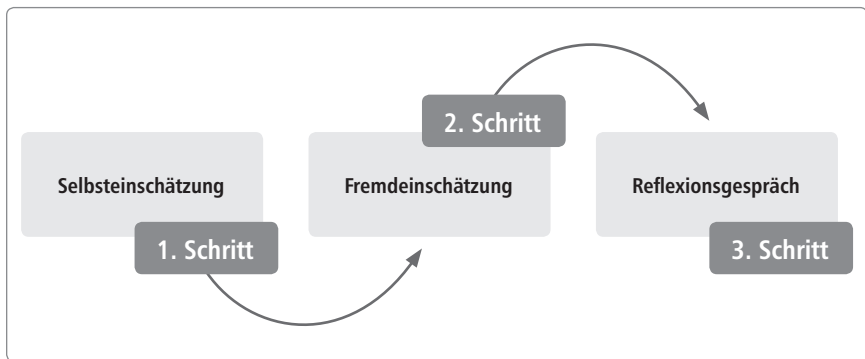 Selbsteinschätzung
1. Schritt
Fremdeinschätzung
2. Schritt
Reflexionsgespräch
3. Schritt